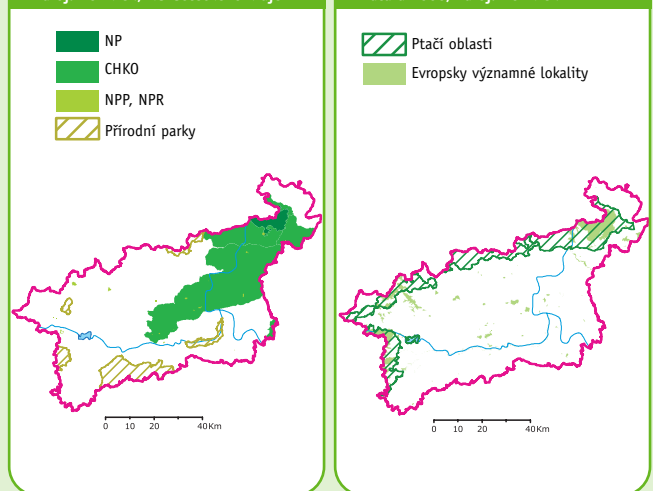 NP
CHKO
NPP, NPR
Přírodní parky
0 10 20 40Km
Ptačí oblasti
Evropsky významné lokality
0 10 20 40Km